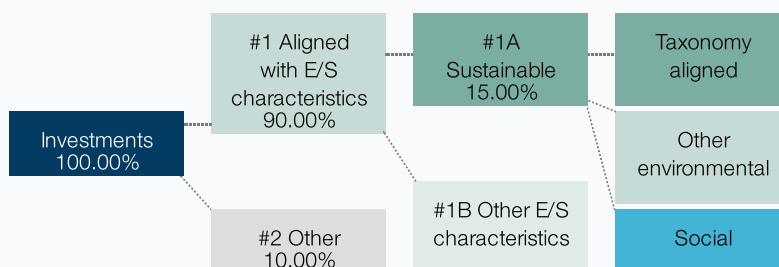 Investments
100.00%
#1 Aligned
with E/S
characteristics
90.00%
#2 Other
10.00%
#1A
Sustainable
15.00%
#1B Other E/S
characteristics
Taxonomy
aligned
Other
environmental
Social